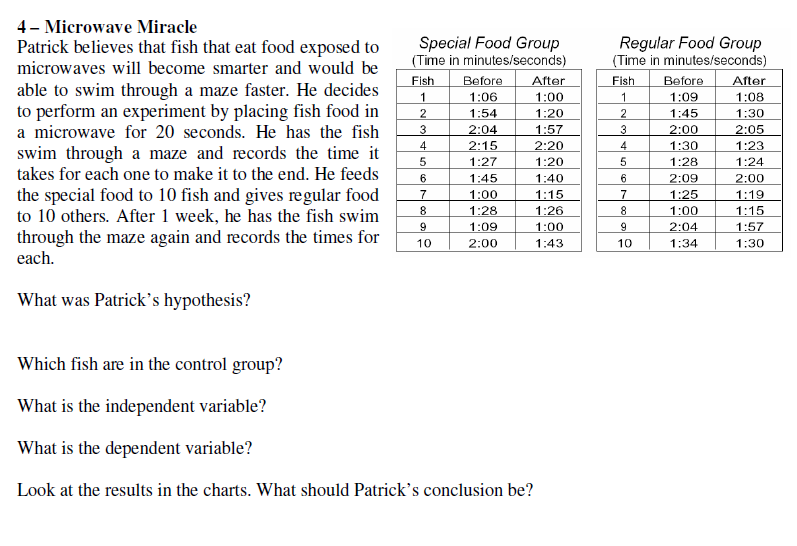 4 – Microwave Miracle
Patrick believes that fish that eat food exposed to
microwaves will become smarter and would be
able to swim through a maze faster. He decides
to perform an experiment by placing fish food in
a microwave for 20 seconds. He has the fish
swim through a maze and records the time it
takes for each one to make it to the end. He feeds
the special food to 10 fish and gives regular food
to 10 others. After 1 week, he has the fish swim
through the maze again and records the times for
each.
Special Food Group
(Time in minutes/seconds)
Fish Before After
1 1:06 1:00
2 1:54 1:20
3 2:04 1:57
4 2:15 2:20
5 1:27 1:20
6 1:45 1:40
7 1:00 1:15
8 1:28 1:26
9 1:09 1:00
10 2:00 1:43
Regular Food Group
(Time in minutes/seconds)
Fish Before After
1 1:09 1:08
2 1:45 1:30
3 2:00 2:05
4 1:30 1:23
5 1:28 1:24
6 2:09 2:00
7 1:25 1:19
8 1:00 1:15
9 2:04 1:57
10 1:34 1:30
What was Patrick’s hypothesis?
Which fish are in the control group?
What is the independent variable?
What is the dependent variable?
Look at the results in the charts. What should Patrick’s conclusion be?